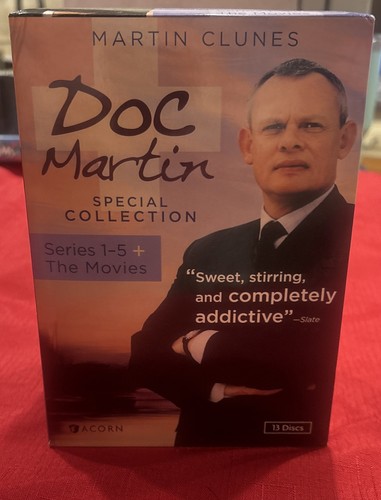 MARTIN CLUNES
Doc
Martin
SPECIAL
COLLECTION
Series 1–5 +
The Movies
“Sweet, stirring,
and completely
addictive”—Slate
ACORN
13 Discs